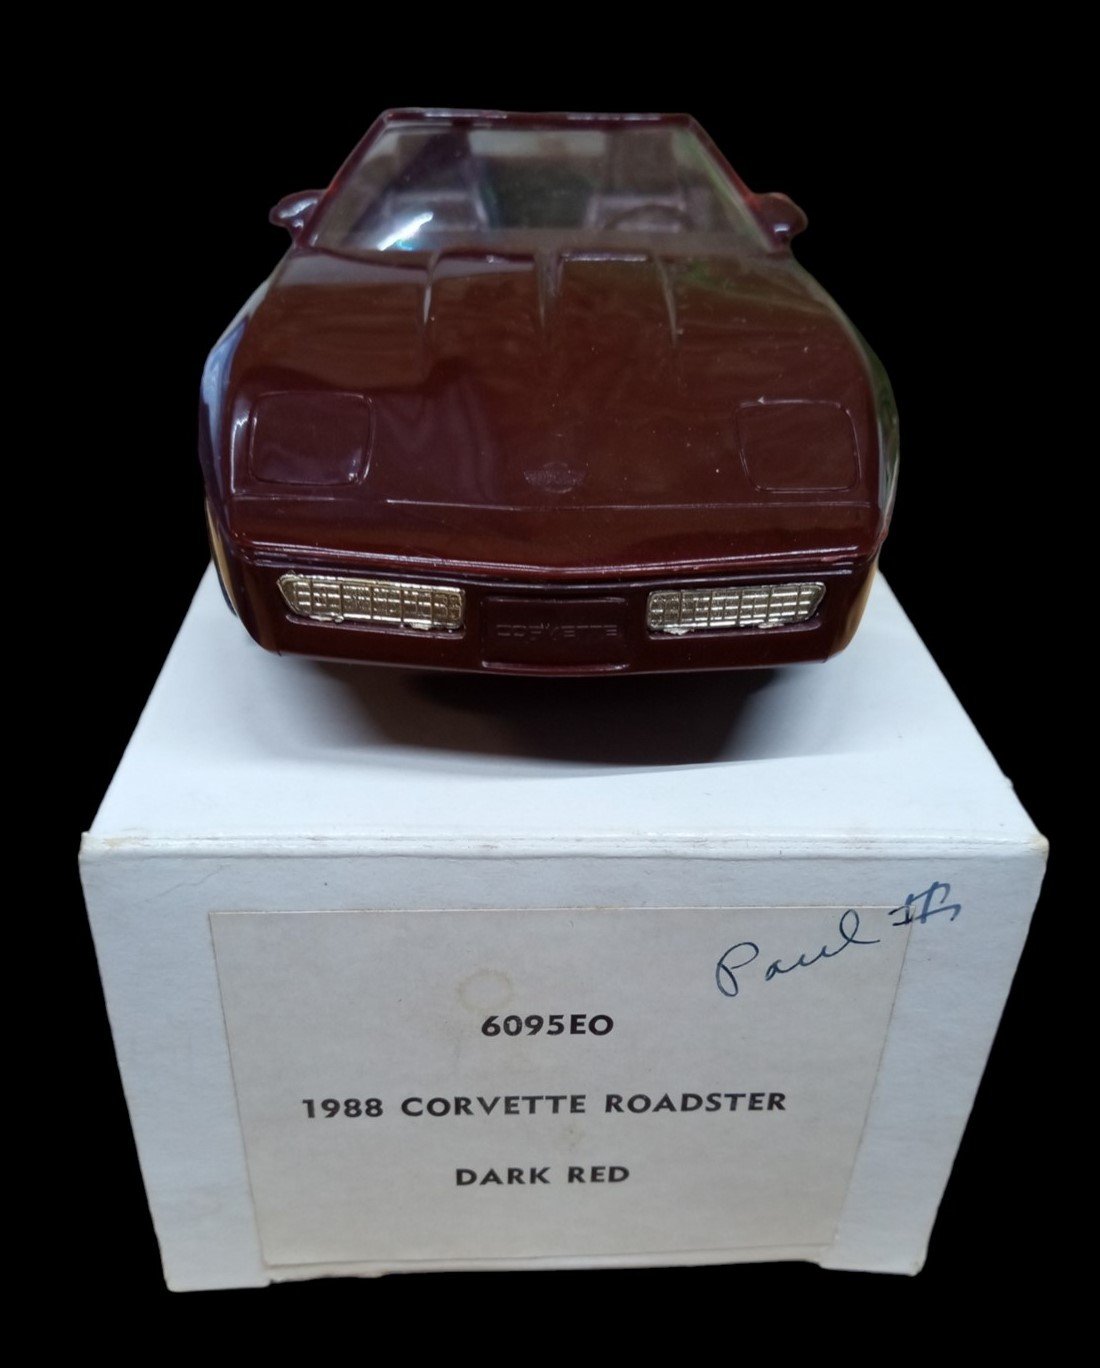 CORVETTE
Paul
6095EO
1988 CORVETTE ROADSTER
DARK RED